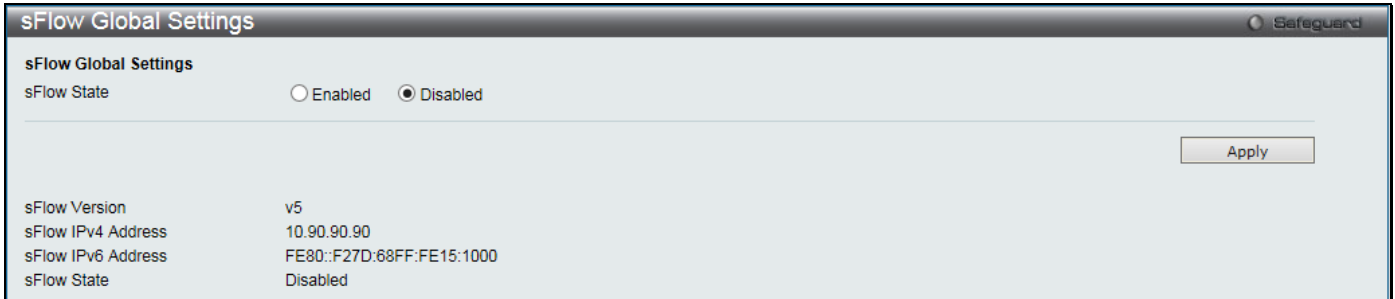 sFlow Global Settings
Safeguard
sFlow Global Settings
sFlow State Enabled Disabled
Apply
sFlow Version v5
sFlow IPv4 Address 10.90.90.90
sFlow IPv6 Address FE80::F27D:68FF:FE15:1000
sFlow State Disabled